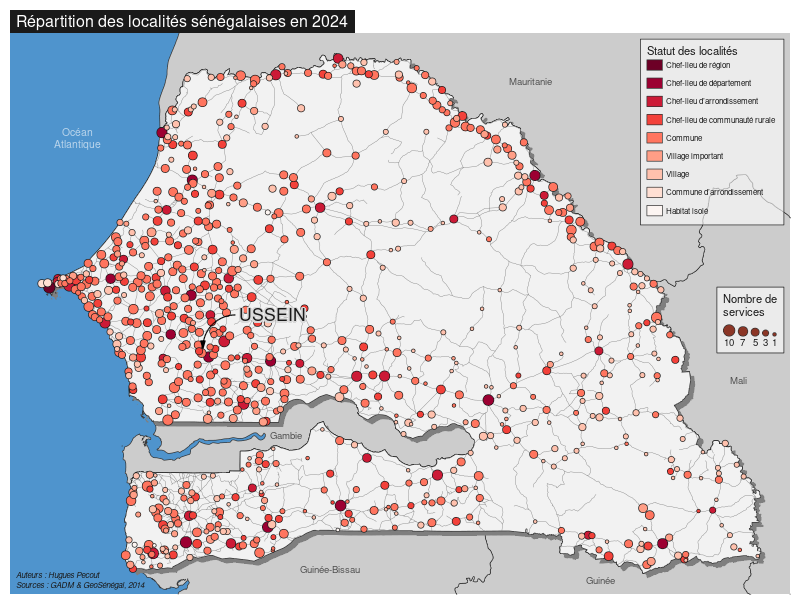 Répartition des localités sénégalaises en 2024
Statut des localités
Chef-lieu de région
Chef-lieu de département
Chef-lieu d'arrondissement
Chef-lieu de communauté rurale
Commune
Village important
Village
Commune d'arrondissement
Habitat isolé
Mauritanie
Océan
Atlantique
Nombre de
services
10 7 5 3 1
USSEIN
Mali
Gambie
Guinée-Bissau
Guinée
Auteurs : Hugues Pecout
Sources : GADM & GeoSénégal, 2014